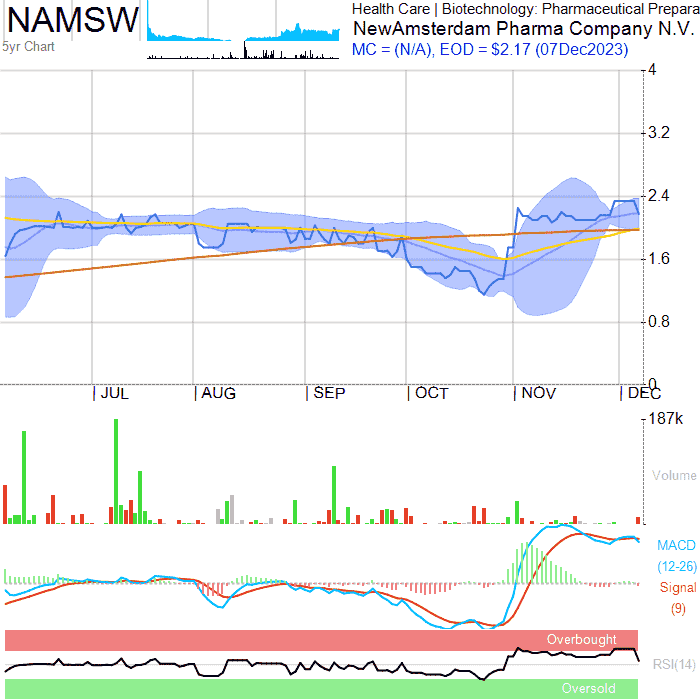 NAMSW
5yr Chart
Health Care | Biotechnology: Pharmaceutical Prepara
NewAmsterdam Pharma Company N.V.
MC = (N/A), EOD = $2.17 (07Dec2023)
4
3.2
2.4
1.6
0.8
0
JUL
AUG
SEP
OCT
NOV
DEC
187k
Volume
MACD
(12-26)
Signal
(9)
Overbought
RSI(14)
Oversold